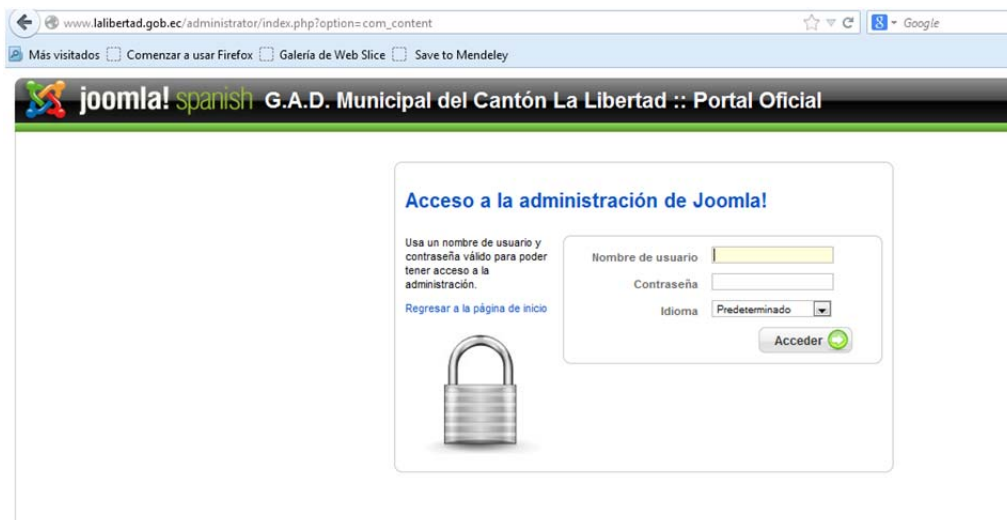 www.lalibertad.gob.ec/administrator/index.php?option=com_content
8 Google
Más visitados Comenzar a usar Firefox Galería de Web Slice Save to Mendeley
joomla! spanish G.A.D. Municipal del Cantón La Libertad :: Portal Oficial
Acceso a la administración de Joomla!
Usa un nombre de usuario y
contraseña válido para poder
tener acceso a la
administración.
Regresar a la página de inicio
Nombre de usuario
Contraseña
Idioma Predeterminado
Acceder